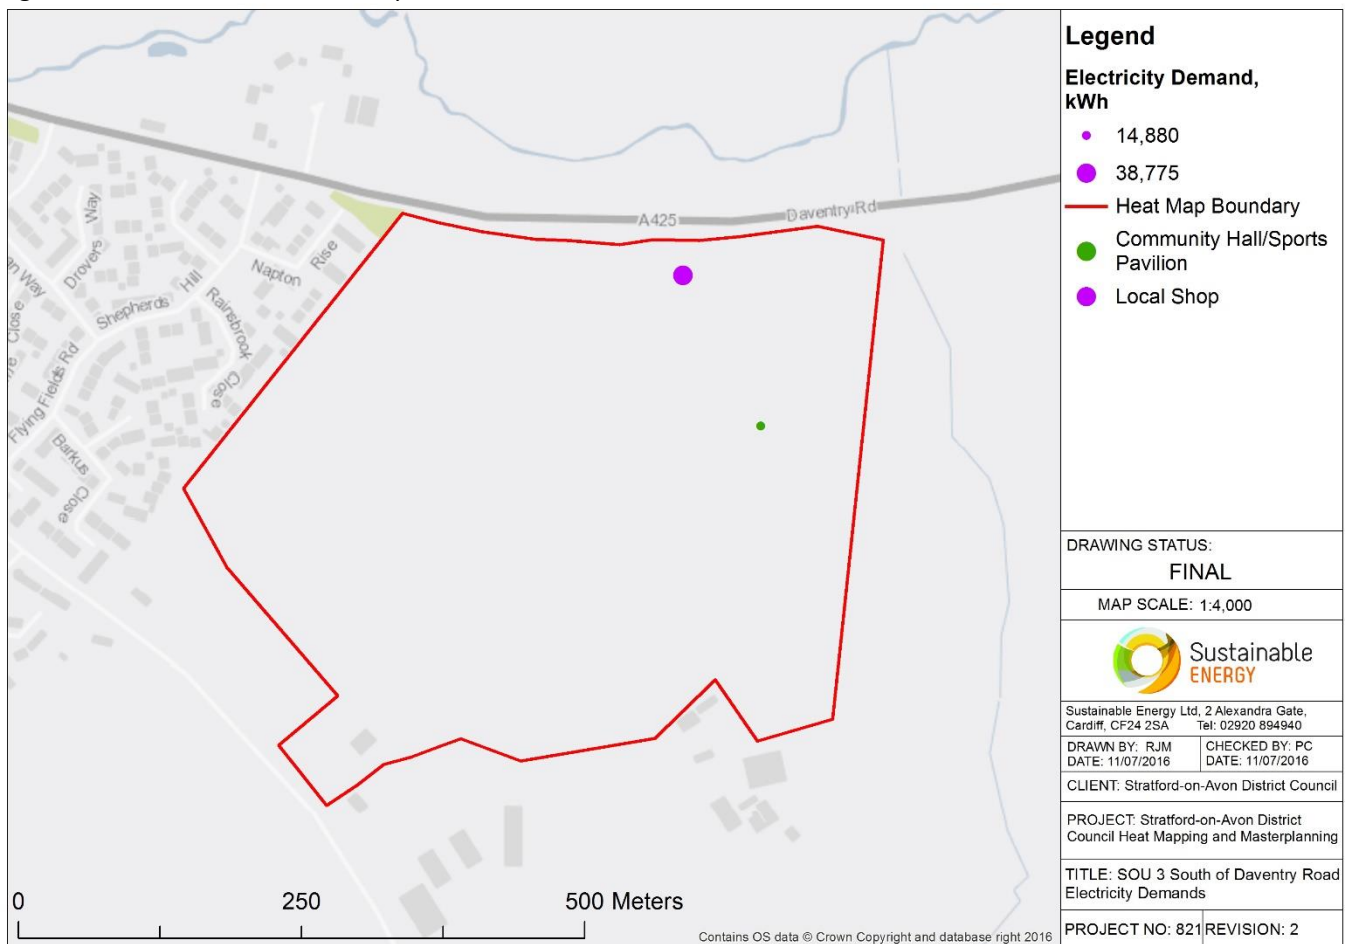 A425
Daventry Rd
Drovers Way
Napton Rise
Shepherds Hill
Rainsbrook Close
Flying Fields Rd
Barkus Close
an Way
Close
0 250 500 Meters
Contains OS data © Crown Copyright and database right 2016
Legend
Electricity Demand,
kWh
14,880
38,775
Heat Map Boundary
Community Hall/Sports
Pavilion
Local Shop
DRAWING STATUS:
FINAL
MAP SCALE: 1:4,000
Sustainable
ENERGY
Sustainable Energy Ltd, 2 Alexandra Gate,
Cardiff, CF24 2SA Tel: 02920 894940
DRAWN BY: RJM
DATE: 11/07/2016
CHECKED BY: PC
DATE: 11/07/2016
CLIENT: Stratford-on-Avon District Council
PROJECT: Stratford-on-Avon District
Council Heat Mapping and Masterplanning
TITLE: SOU 3 South of Daventry Road
Electricity Demands
PROJECT NO: 821
REVISION: 2